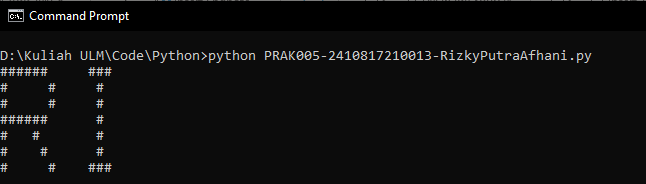 Command Prompt
D:\Kuliah ULM\Code\Python>python PRAK005-2410817210013-RizkyPutraAfhani.py
######     ###
#     #     #
#     #     #
######      #
#   #       #
#    #      #
#     #    ###